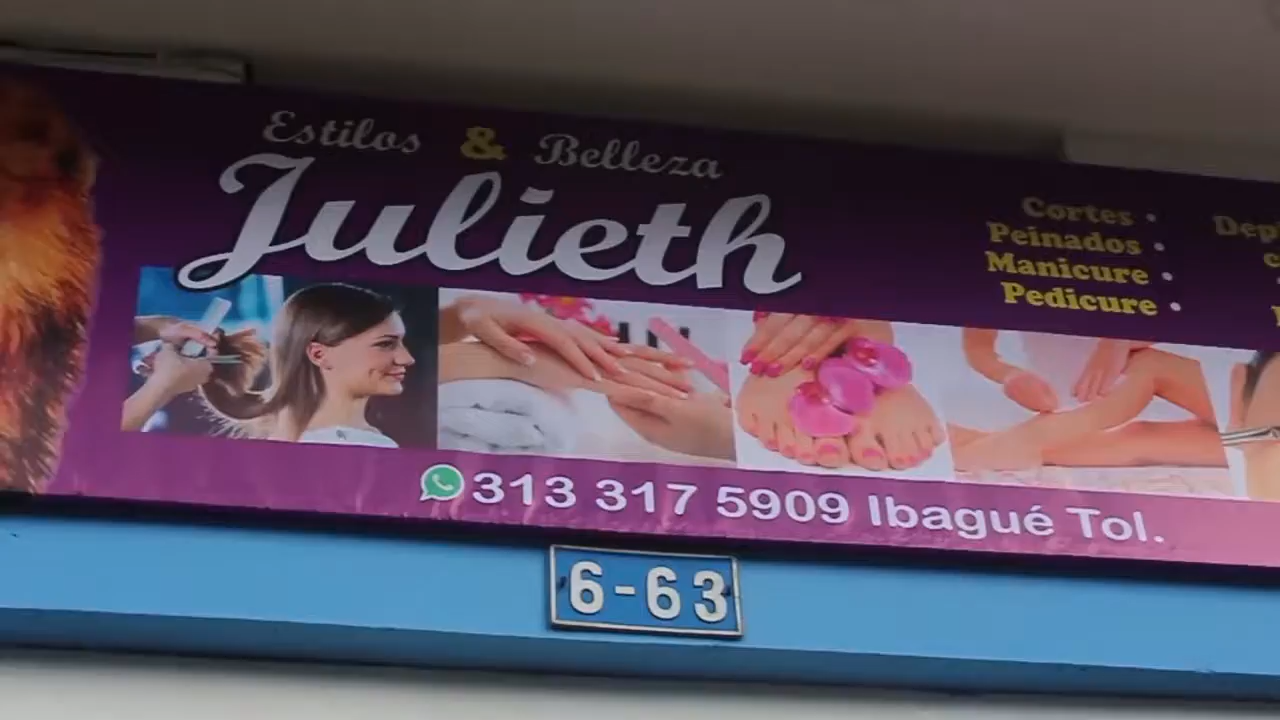 Estilos & Belleza
Julieth
Cortes •
Peinados •
Manicure •
Pedicure •
313 317 5909 Ibagué Tol.
6-63